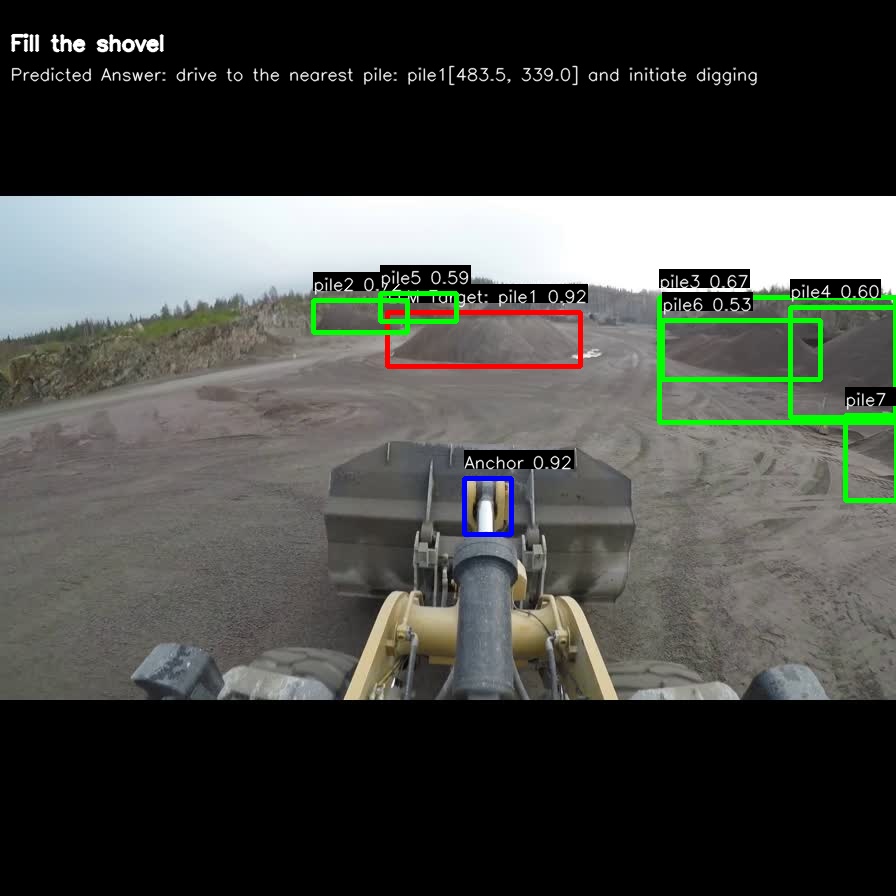 Fill the shovel
Predicted Answer: drive to the nearest pile: pile1[483.5, 339.0] and initiate digging
pile5 0.59
pile2 0.
pile3 0.67
pile4 0.60
Target: pile1 0.92
pile6 0.53
pile7
Anchor 0.92